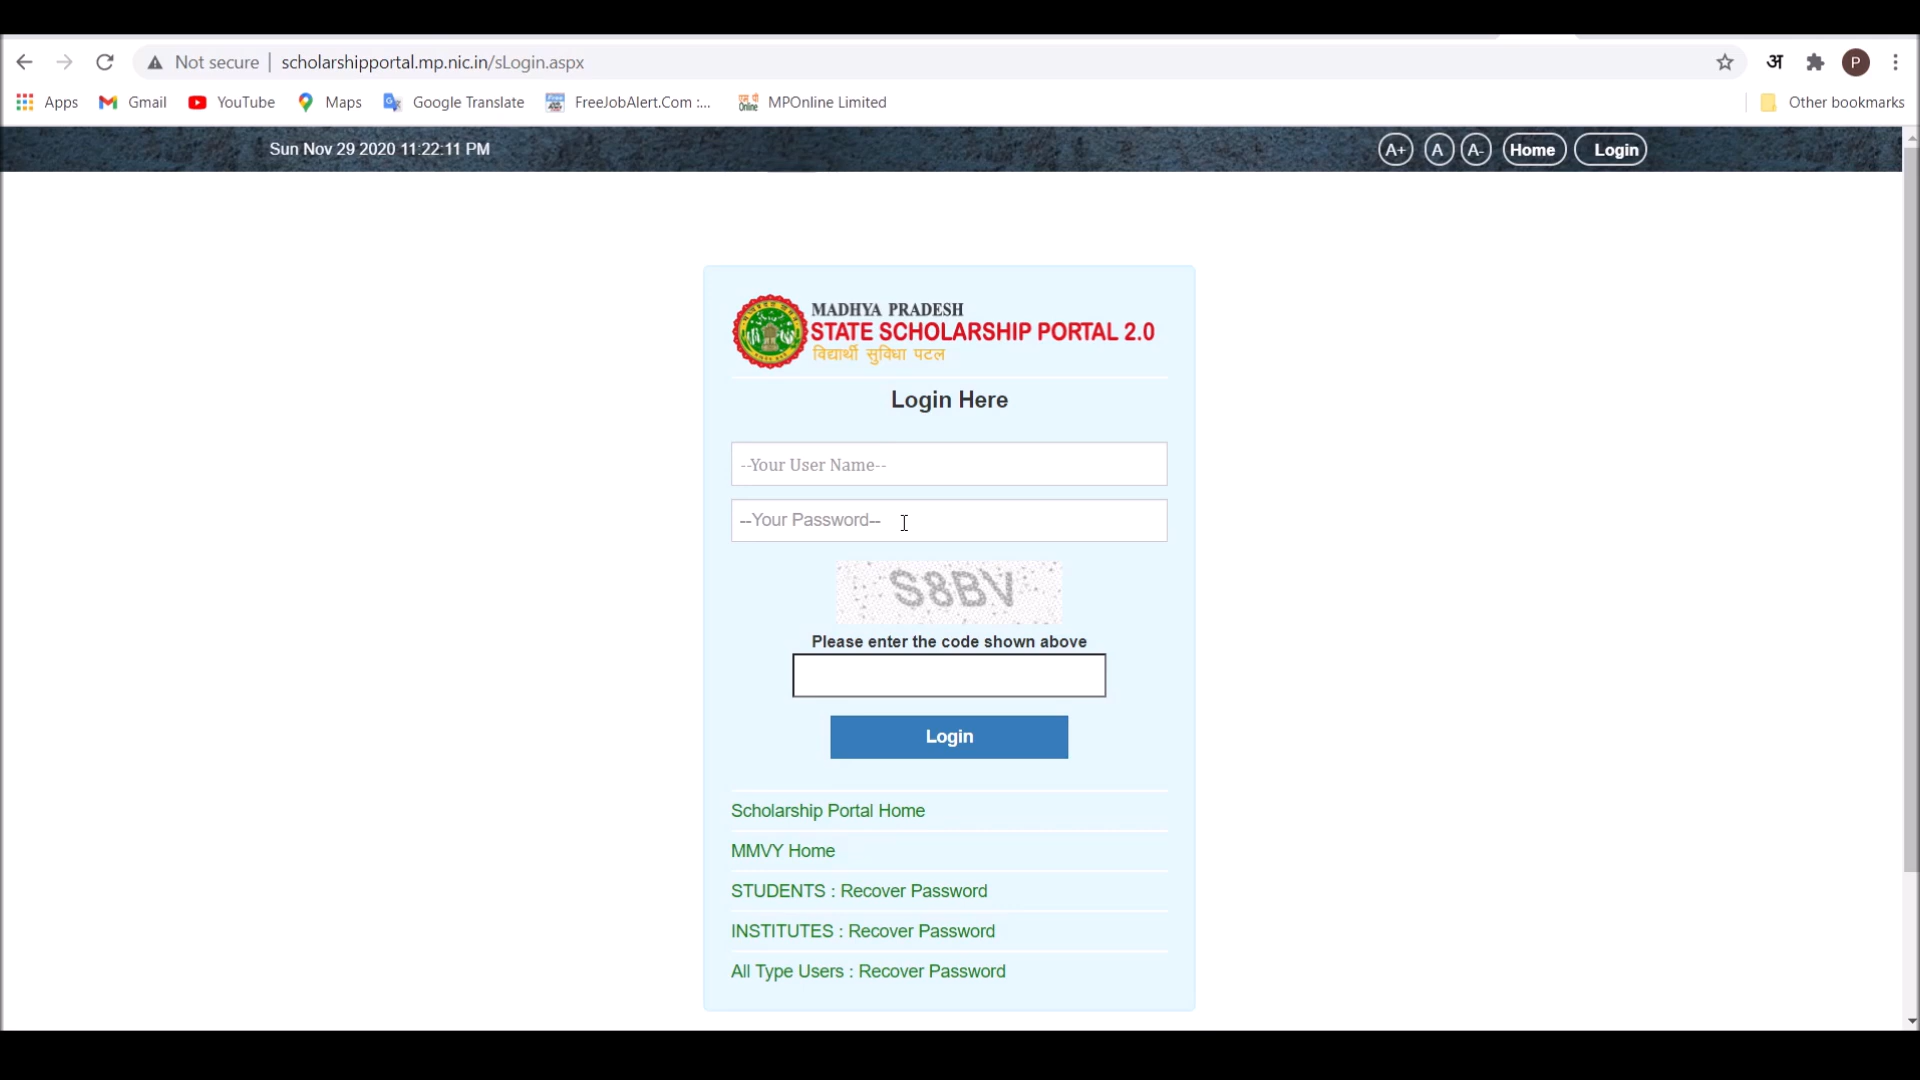 Not secure | scholarshipportal.mp.nic.in/sLogin.aspx अ P
Apps Gmail YouTube Maps Google Translate FreeJobAlert.Com :... MPOnline Limited Other bookmarks
Sun Nov 29 2020 11:22:11 PM A+ A A- Home Login
MADHYA PRADESH
STATE SCHOLARSHIP PORTAL 2.0
विद्यार्थी सुविधा पटल
Login Here
--Your User Name--
--Your Password--
S8BV
Please enter the code shown above
Login
Scholarship Portal Home
MMVY Home
STUDENTS : Recover Password
INSTITUTES : Recover Password
All Type Users : Recover Password